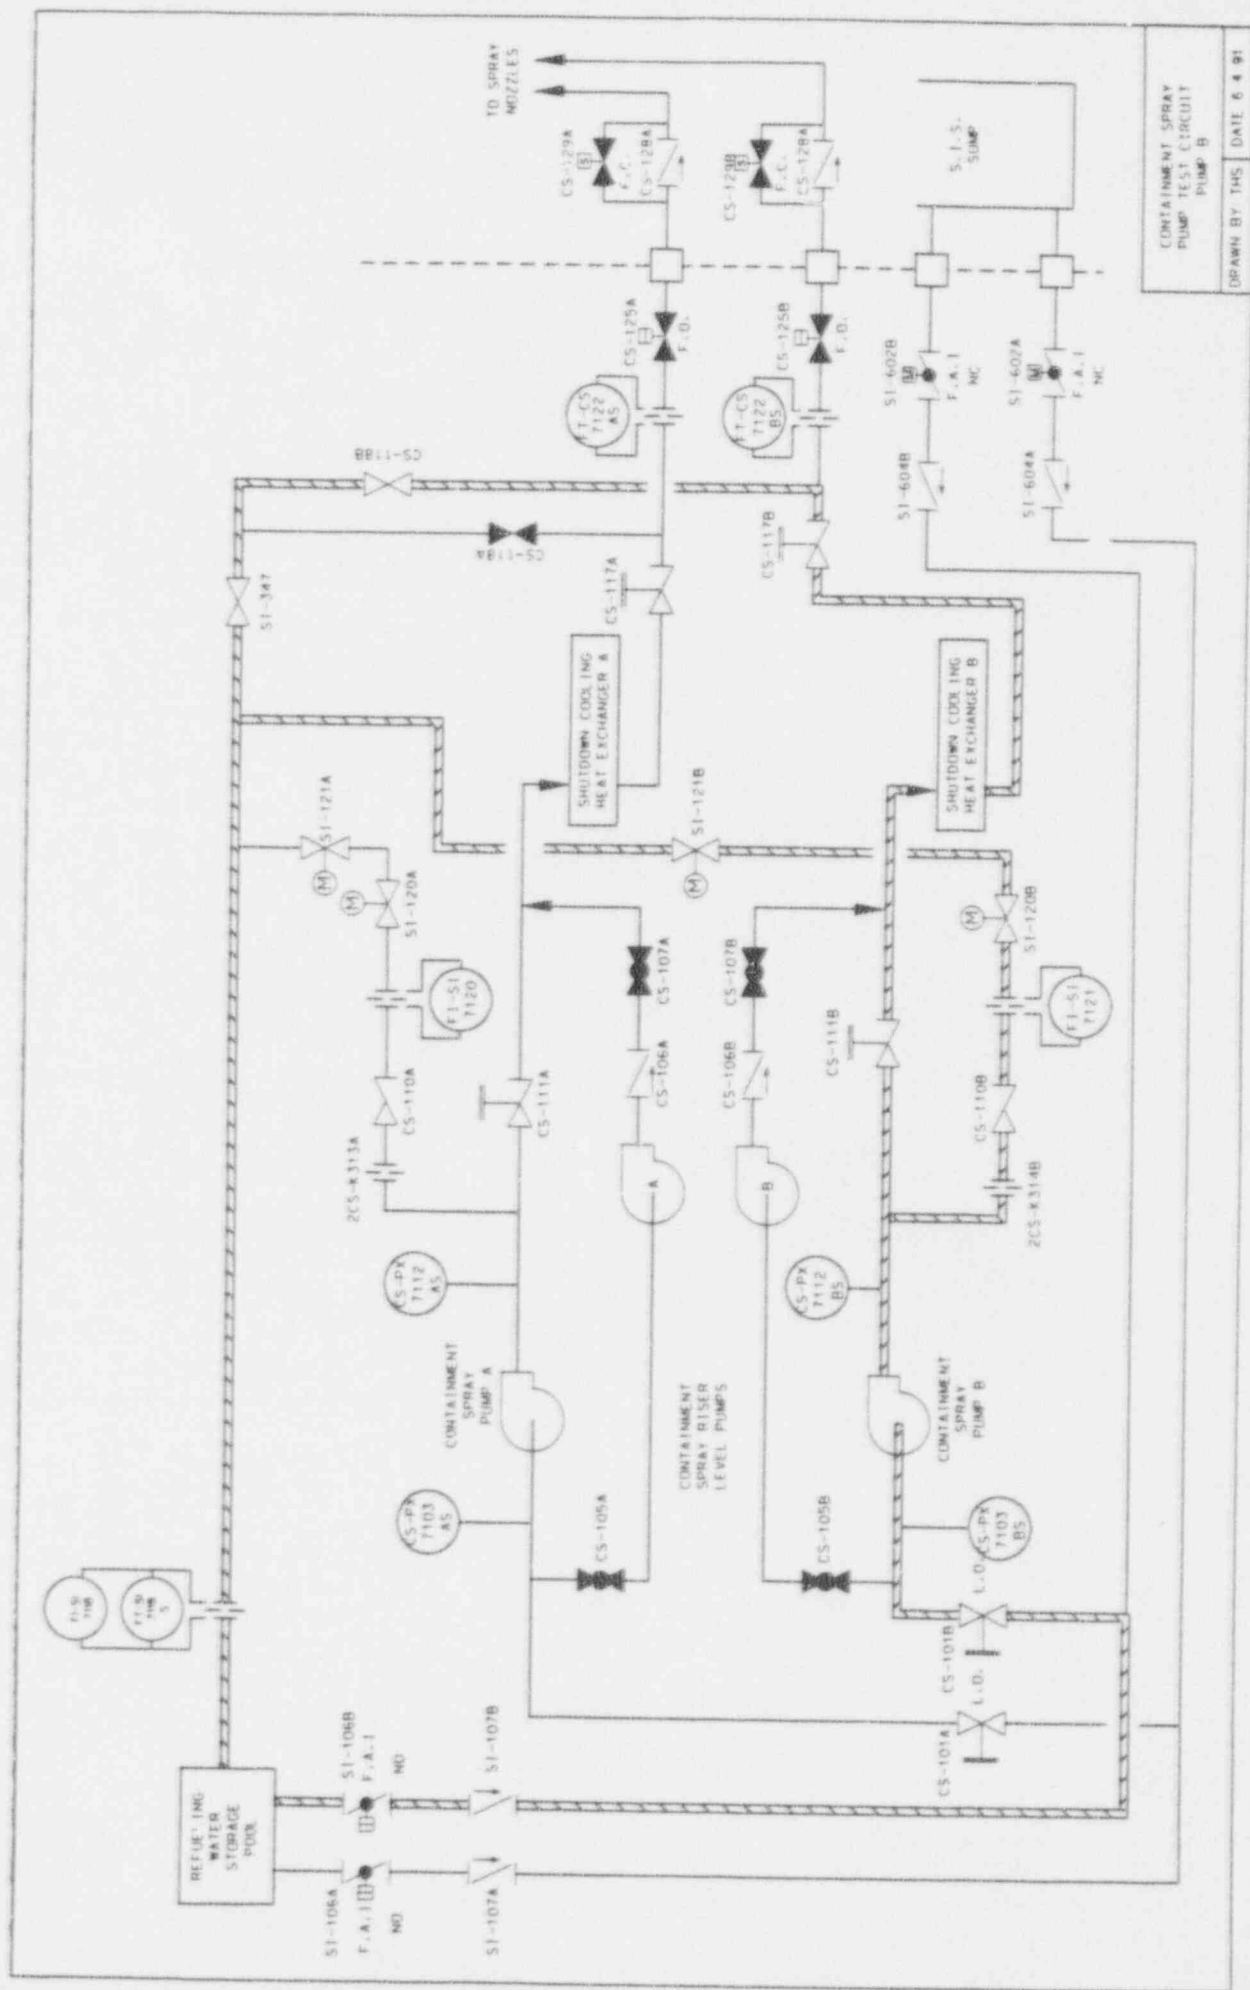 TO SPRAY
NOZZLES
CS-129A
F.C.
CS-128A
CS-129B
F.C.
CS-128A
S.I.S.
SUMP
CS-125A
F.O.
CS-125B
F.O.
SI-602B
M
F.A.I
NC
SI-602A
M
F.A.I
NC
FT-CS
7122
AS
FT-CS
7122
BS
SI-604B
SI-604A
CS-118B
CS-118A
SI-347
CS-117A
CS-117B
SHUTDOWN COOLING
HEAT EXCHANGER A
SHUTDOWN COOLING
HEAT EXCHANGER B
SI-121A
M
SI-120A
M
SI-121B
M
SI-120B
M
FI-SI
7120
FI-SI
7121
CS-107A
CS-107B
CS-106A
CS-106B
CS-110A
CS-111A
CS-111B
CS-110B
2CS-K313A
2CS-K314B
A
B
CS-PX
7112
AS
CS-PX
7112
BS
CONTAINMENT
SPRAY
PUMP A
CONTAINMENT
SPRAY RISER
LEVEL PUMPS
CONTAINMENT
SPRAY
PUMP B
CS-PX
7103
AS
CS-PX
7103
BS
CS-105A
CS-105B
L.O.
CS-101B
L.O.
CS-101A
REFUELING
WATER
STORAGE
POOL
SI-106B
F.A.I
NO
SI-107B
SI-106A
F.A.I
NO
SI-107A
CONTAINMENT SPRAY
PUMP TEST CIRCUIT
PUMP B
DRAWN BY THS
DATE 6 4 91